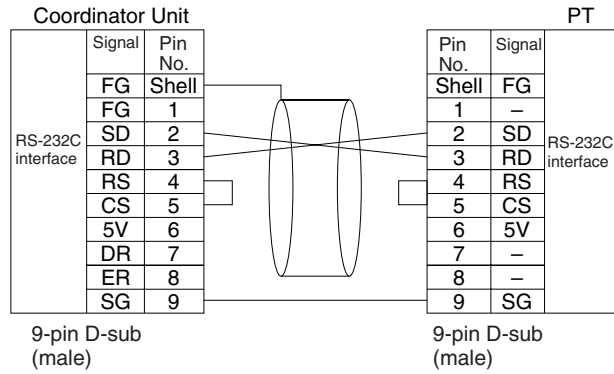 Coordinator Unit
PT
Signal Pin No.
FG Shell
FG 1
SD 2
RD 3
RS 4
CS 5
5V 6
DR 7
ER 8
SG 9
RS-232C
interface
9-pin D-sub
(male)
Pin No. Signal
Shell FG
1 –
2 SD
3 RD
4 RS
5 CS
6 5V
7 –
8 –
9 SG
RS-232C
interface
9-pin D-sub
(male)